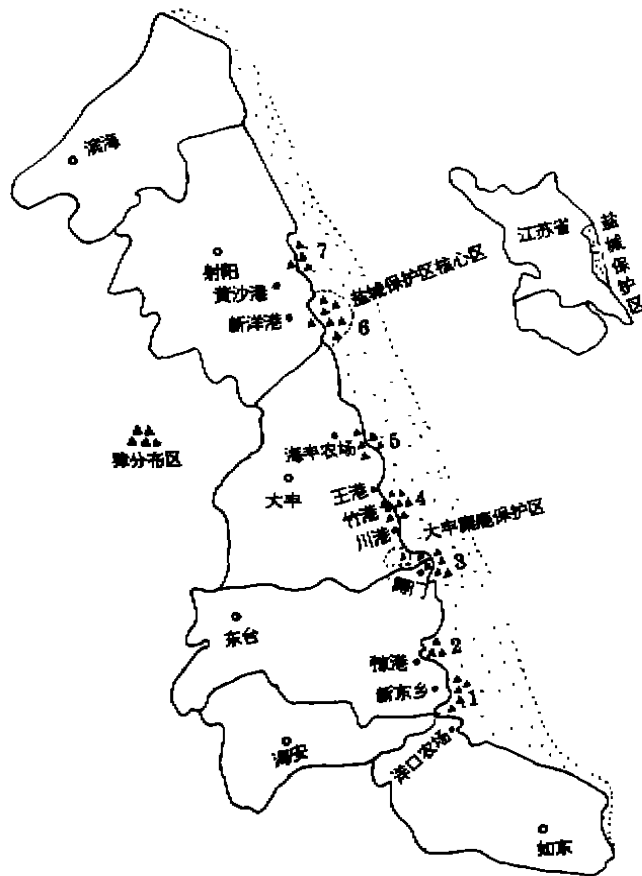 滨海
江苏省
盐城保护区
7
射阳
黄沙港
盐城保护区核心区
新洋港
6
獐分布区
海丰农场
5
大丰
王港
4
竹港
大丰麋鹿保护区
川港
3
东台
2
新东乡
1
海安
洋口农场
如东